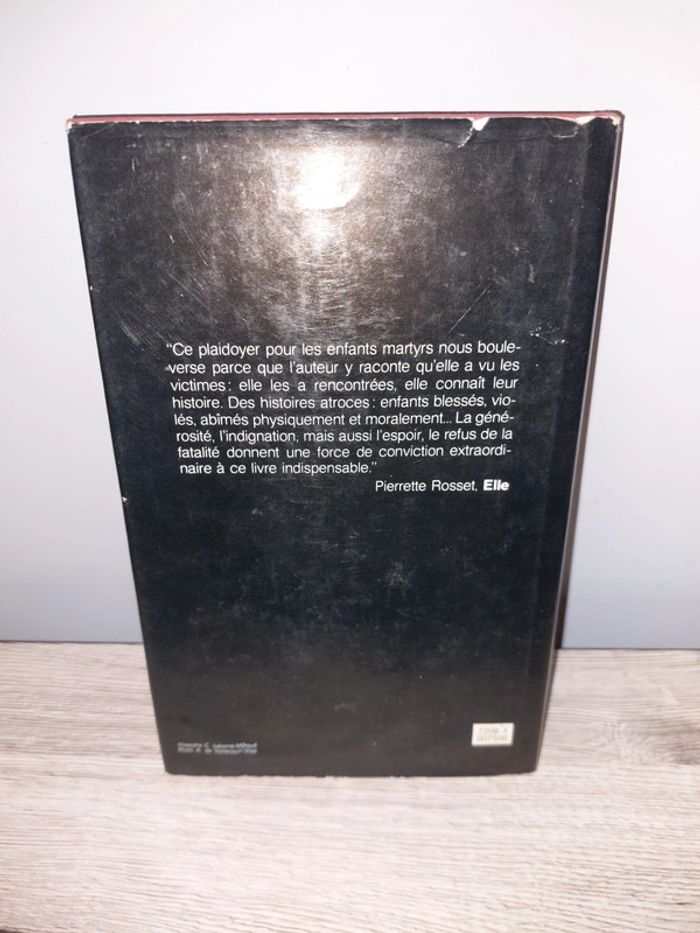 "Ce plaidoyer pour les enfants martyrs nous boule-
verse parce que l'auteur y raconte qu'elle a vu les
victimes : elle les a rencontrées, elle connaît leur
histoire. Des histoires atroces : enfants blessés, vio-
lés, abîmés physiquement et moralement... La géné-
rosité, l'indignation, mais aussi l'espoir, le refus de la
fatalité donnent une force de conviction extraordi-
naire à ce livre indispensable."
Pierrette Rosset, Elle
Maquette C.